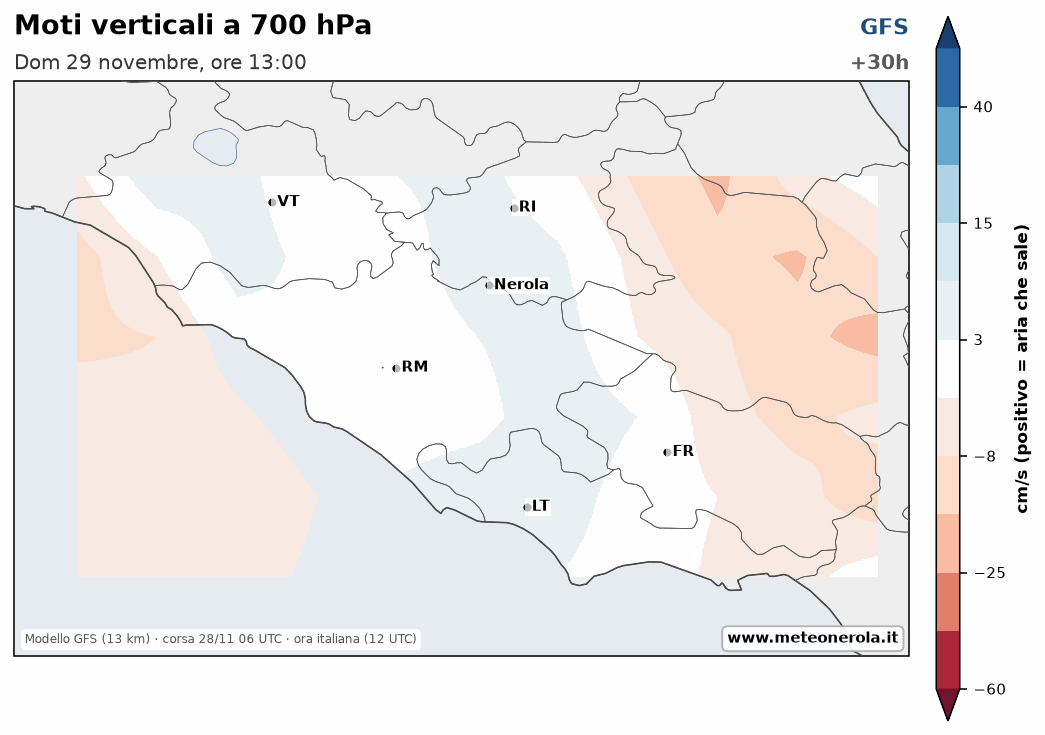 Moti verticali a 700 hPa
GFS
Dom 29 novembre, ore 13:00
+30h
VT
RI
Nerola
RM
FR
LT
40
15
3
−8
−25
−60
cm/s (positivo = aria che sale)
Modello GFS (13 km) · corsa 28/11 06 UTC · ora italiana (12 UTC)
www.meteonerola.it